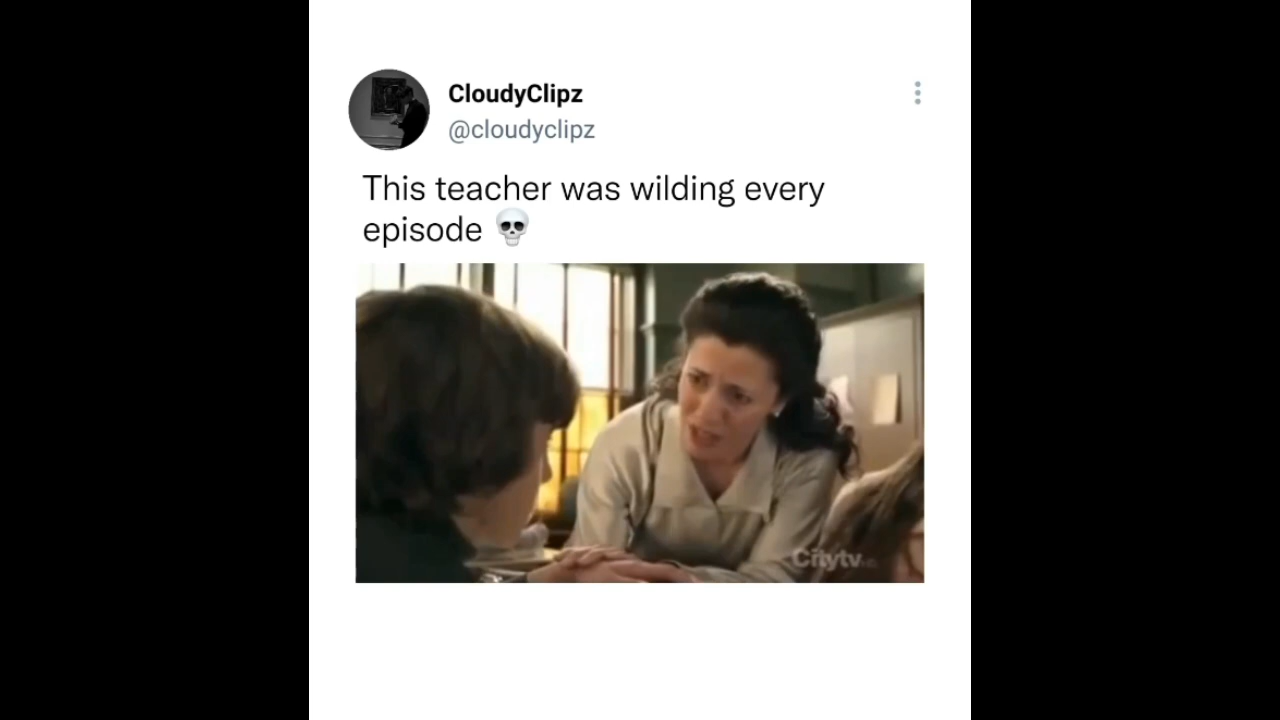 CloudyClipz
@cloudyclipz
This teacher was wilding every
episode 💀
Citytv